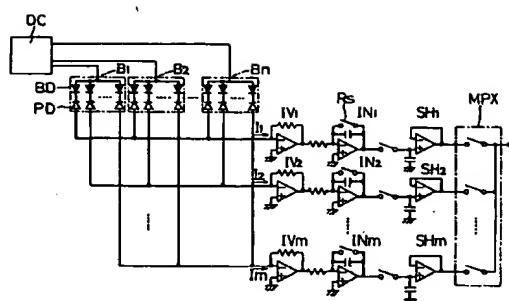 DC
B1 B2 Bn
BD
PD
IV1 Rs IN1 SH1 MPX
I1
IV2 IN2 SH2
I2
IVm INm SHm
Im